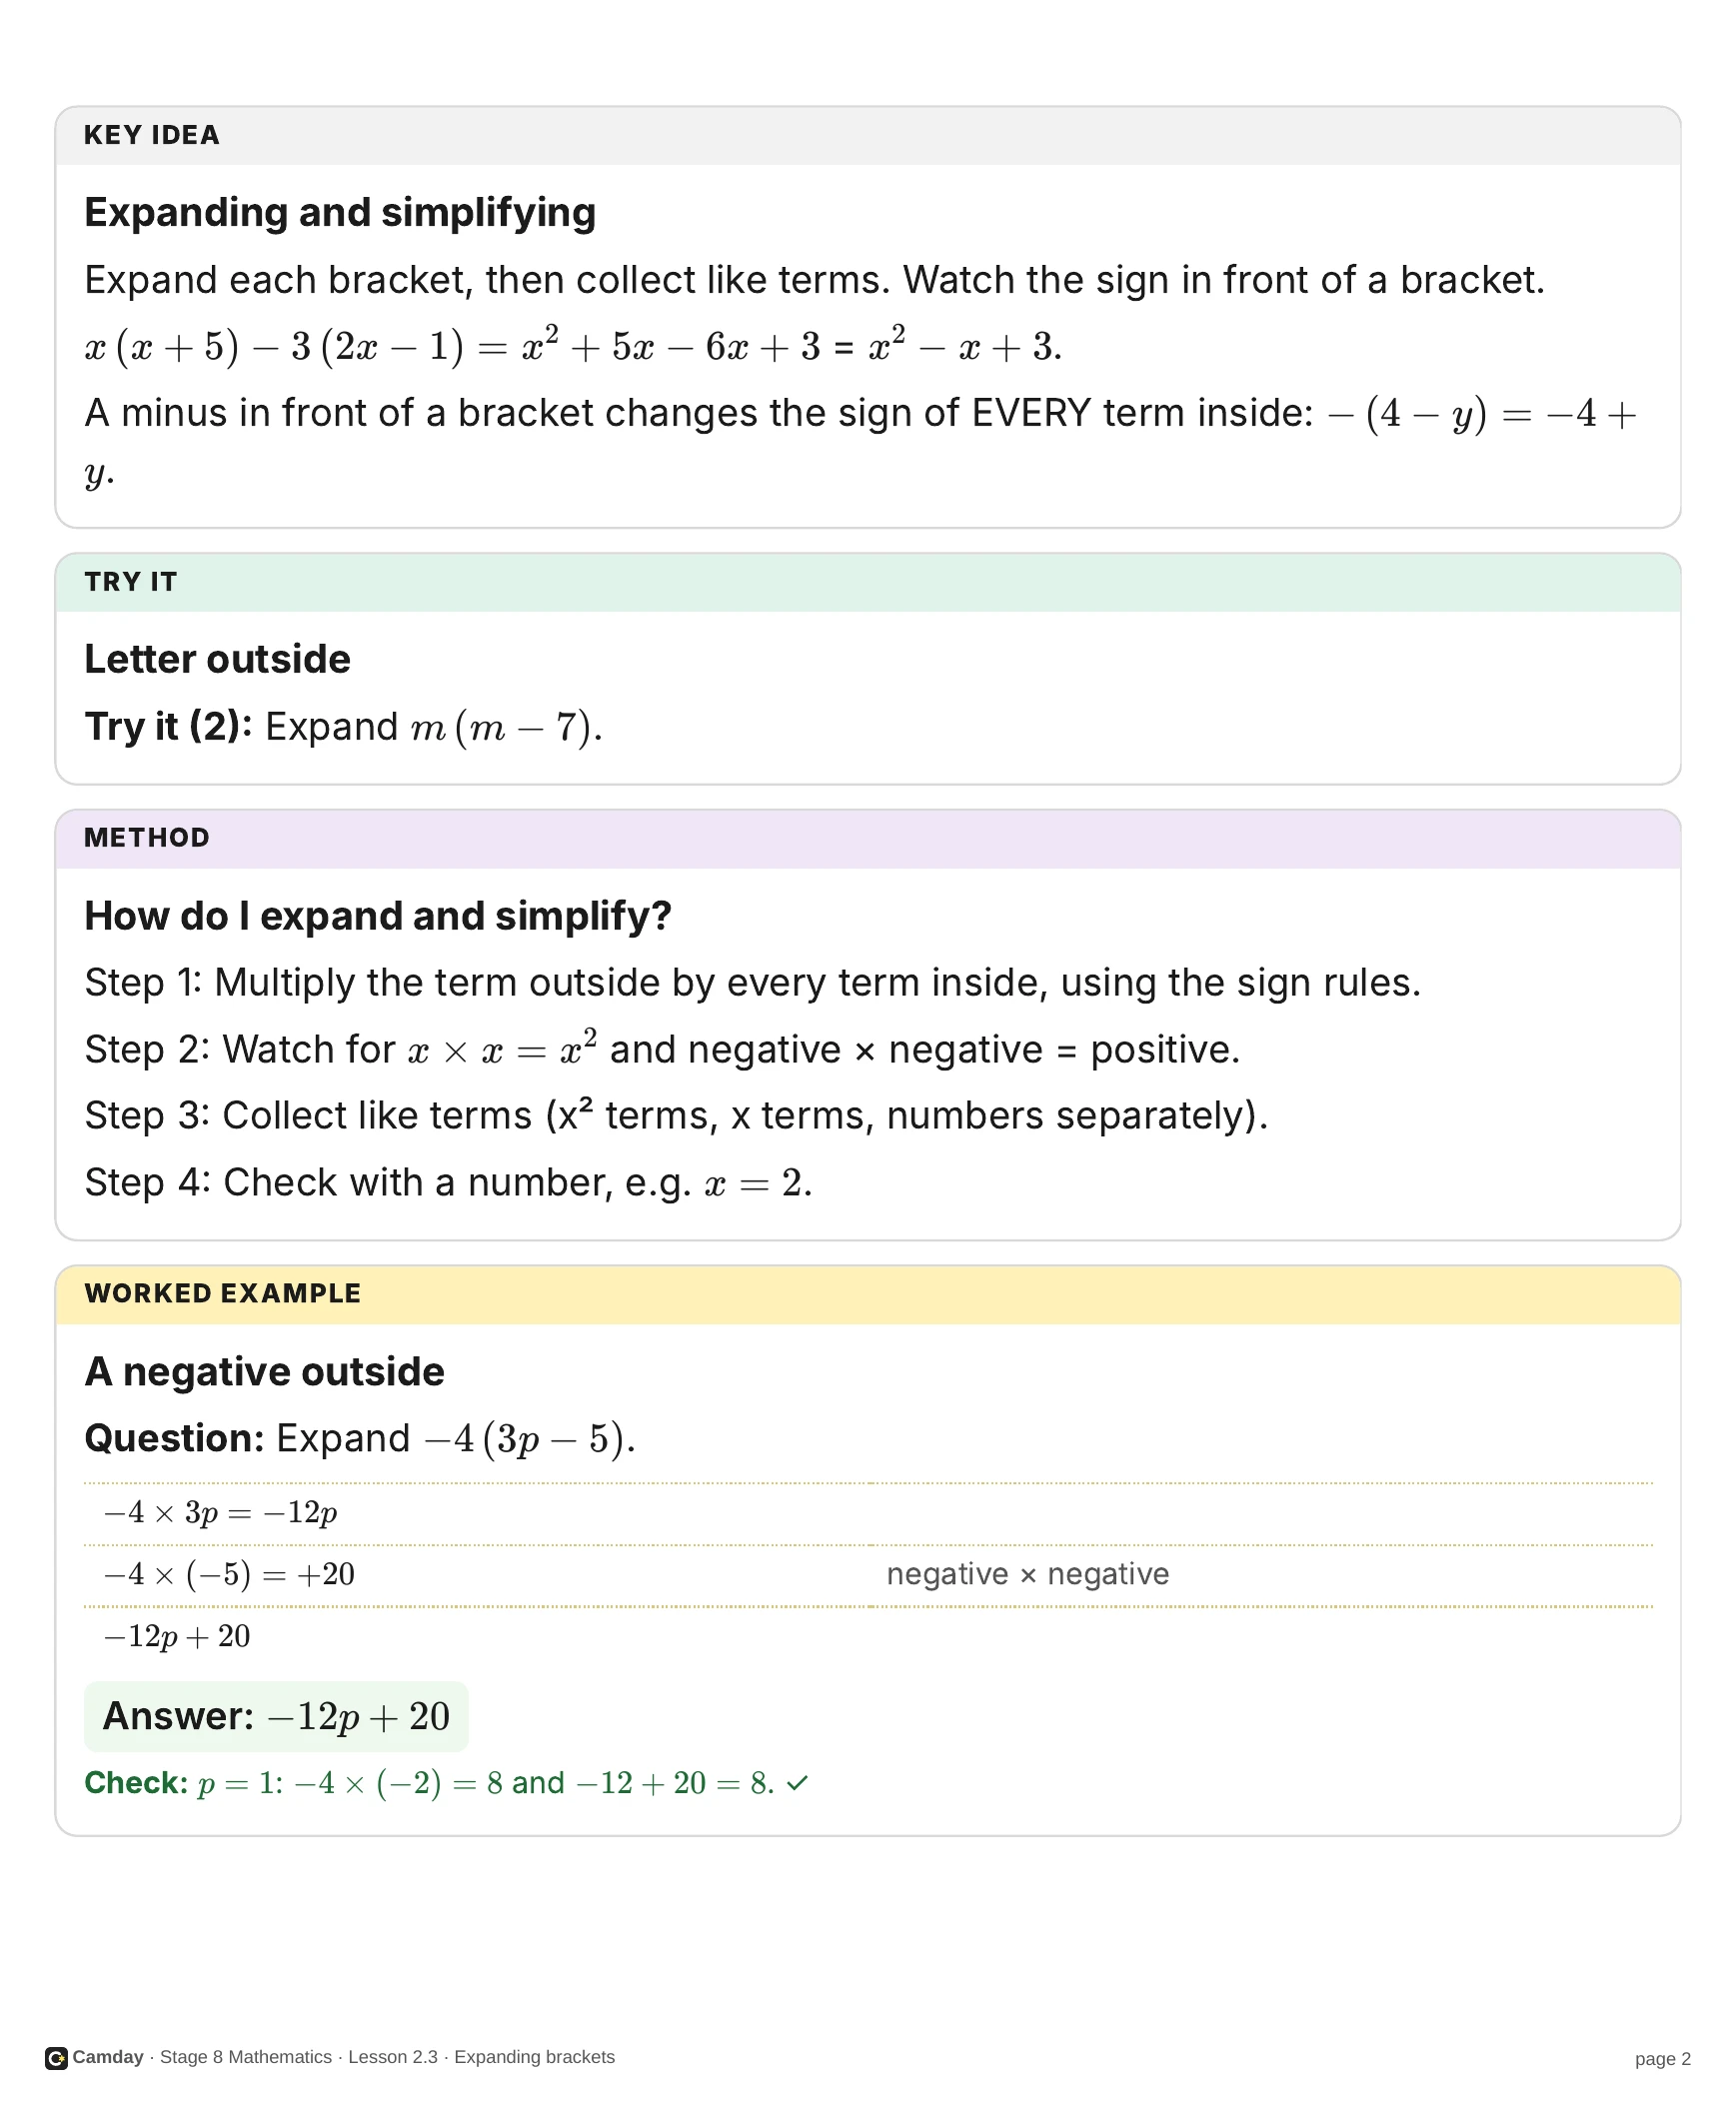 KEY IDEA
Expanding and simplifying
Expand each bracket, then collect like terms. Watch the sign in front of a bracket.
x (x + 5) − 3 (2x − 1) = x² + 5x − 6x + 3 = x² − x + 3.
A minus in front of a bracket changes the sign of EVERY term inside: − (4 − y) = −4 +
y.
TRY IT
Letter outside
Try it (2): Expand m (m − 7).
METHOD
How do I expand and simplify?
Step 1: Multiply the term outside by every term inside, using the sign rules.
Step 2: Watch for x × x = x² and negative × negative = positive.
Step 3: Collect like terms (x² terms, x terms, numbers separately).
Step 4: Check with a number, e.g. x = 2.
WORKED EXAMPLE
A negative outside
Question: Expand −4 (3p − 5).
−4 × 3p = −12p
−4 × (−5) = +20 negative × negative
−12p + 20
Answer: −12p + 20
Check: p = 1: −4 × (−2) = 8 and −12 + 20 = 8. ✓
Camday · Stage 8 Mathematics · Lesson 2.3 · Expanding brackets page 2